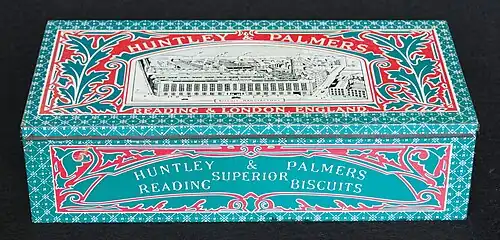 HUNTLEY & PALMERS
READING & LONDON, ENGLAND
HUNTLEY & PALMERS
READING SUPERIOR BISCUITS